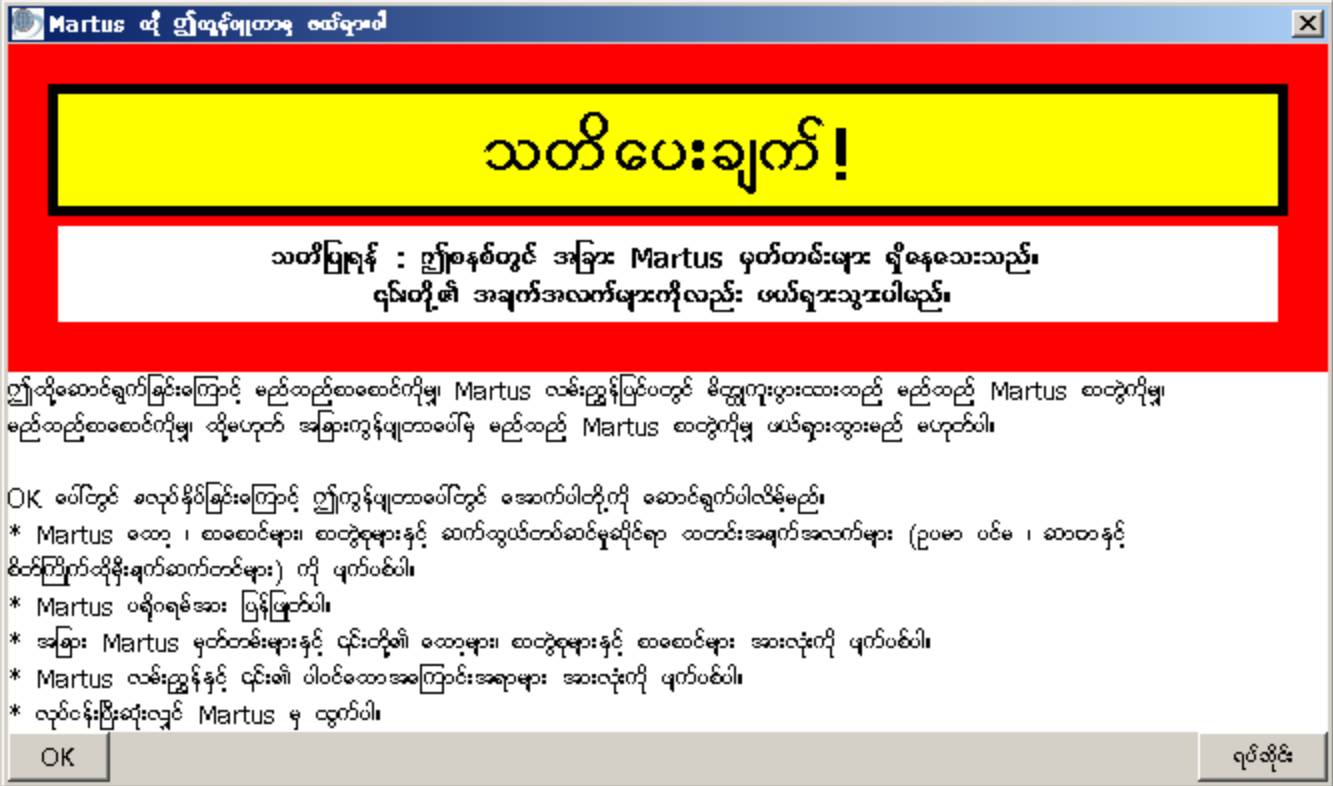 Martus ကို ဤကွန်ပျူတာမှ ဖယ်ရှားပါ
သတိပေးချက်!
သတိပြုရန် : ဤစနစ်တွင် အခြား Martus မှတ်တမ်းများ ရှိနေသေးသည်။
၎င်းတို့၏ အချက်အလက်များကိုလည်း ဖယ်ရှားသွားပါမည်။
ဤသို့ဆောင်ရွက်ခြင်းကြောင့် မည်သည့်စာစောင်ကိုမျှ၊ Martus လမ်းညွှန်ပြင်ပတွင် မိတ္တူကူးပွားထားသည့် မည်သည့် Martus စာတွဲကိုမျှ၊
မည်သည့်စာစောင်ကိုမျှ၊ သို့မဟုတ် အခြားကွန်ပျူတာပေါ်မှ မည်သည့် Martus စာတွဲကိုမျှ ဖယ်ရှားသွားမည် မဟုတ်ပါ။
OK ပေါ်တွင် ခလုပ်နှိပ်ခြင်းကြောင့် ဤကွန်ပျူတာပေါ်တွင် အောက်ပါတို့ကို ဆောင်ရွက်ပါလိမ့်မည်။
* Martus သော့ ၊ စာစောင်များ၊ စာတွဲစုများနှင့် ဆက်သွယ်တပ်ဆင်မှုဆိုင်ရာ သတင်းအချက်အလက်များ (ဥပမာ ပင်မ ၊ ဆာဗာနှင့်
စိတ်ကြိုက်သိုမှီးချက်ဆက်တင်များ) ကို ဖျက်ပစ်ပါ။
* Martus ပရိုဂရမ်အား ပြန်ဖြုတ်ပါ။
* အခြား Martus မှတ်တမ်းများနှင့် ၎င်းတို့၏ သော့များ၊ စာတွဲစုများနှင့် စာစောင်များ အားလုံးကို ဖျက်ပစ်ပါ။
* Martus လမ်းညွှန်နှင့် ၎င်း၏ ပါဝင်သောအကြောင်းအရာများ အားလုံးကို ဖျက်ပစ်ပါ။
* လုပ်ငန်းပြီးဆုံးလျှင် Martus မှ ထွက်ပါ။
OK
ရပ်ဆိုင်း